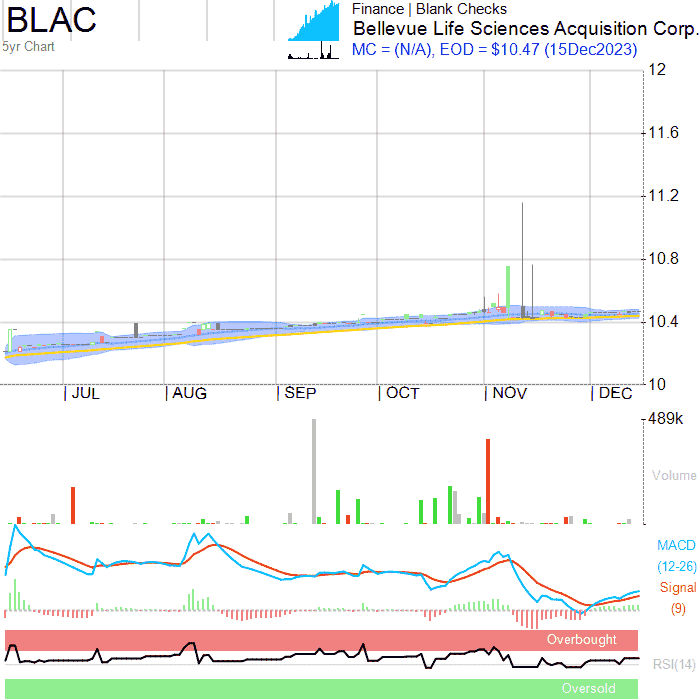 BLAC
5yr Chart
Finance | Blank Checks
Bellevue Life Sciences Acquisition Corp.
MC = (N/A), EOD = $10.47 (15Dec2023)
12
11.6
11.2
10.8
10.4
10
JUL
AUG
SEP
OCT
NOV
DEC
489k
Volume
MACD
(12-26)
Signal
(9)
Overbought
RSI(14)
Oversold